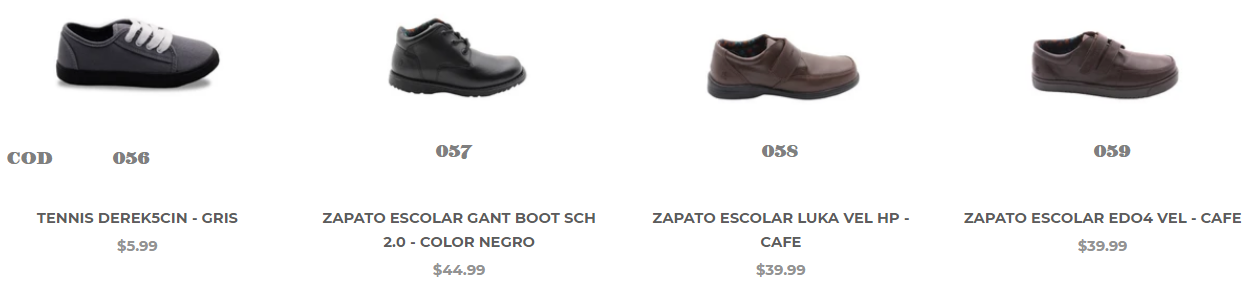 COD 056 057 058 059
TENNIS DEREK5CIN - GRIS
$5.99
ZAPATO ESCOLAR GANT BOOT SCH
2.0 - COLOR NEGRO
$44.99
ZAPATO ESCOLAR LUKA VEL HP -
CAFE
$39.99
ZAPATO ESCOLAR EDO4 VEL - CAFE
$39.99